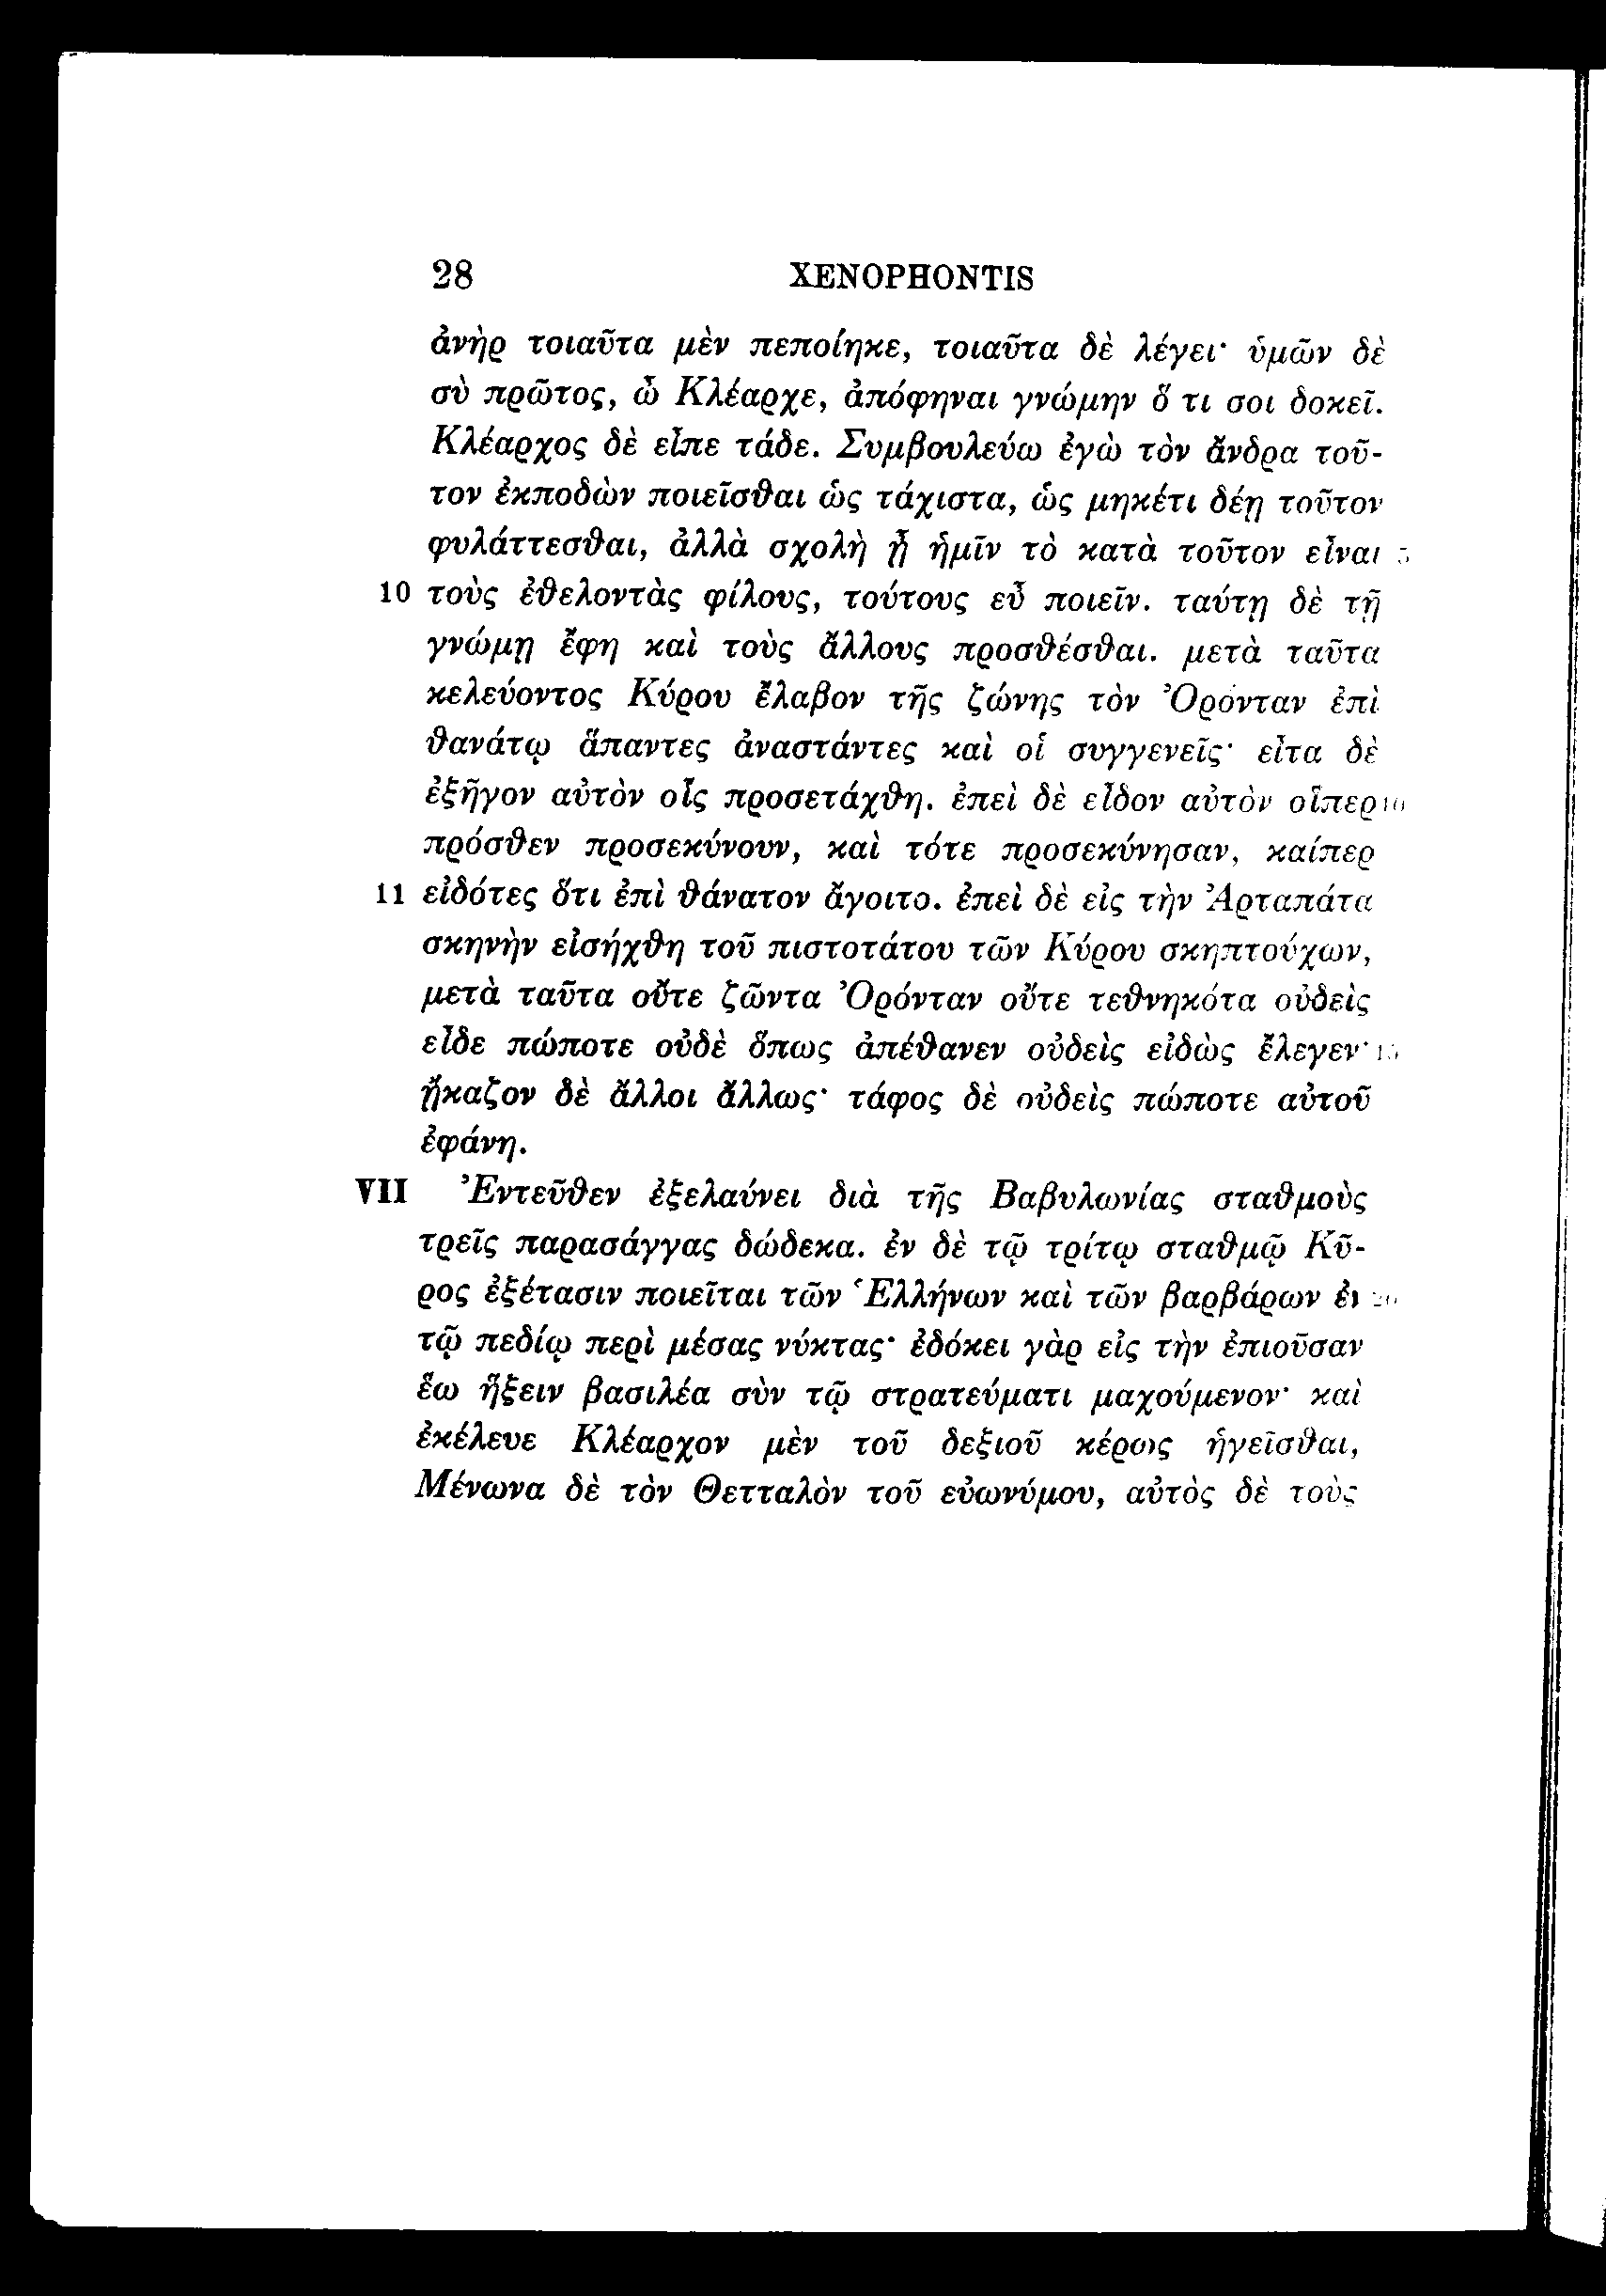 28 XENOPHONTIS
ἀνὴρ τοιαῦτα μὲν πεποίηκε, τοιαῦτα δὲ λέγει· ὑμῶν δὲ
σὺ πρῶτος, ὦ Κλέαρχε, ἀπόφηναι γνώμην ὅ τι σοι δοκεῖ.
Κλέαρχος δὲ εἶπε τάδε. Συμβουλεύω ἐγὼ τὸν ἄνδρα τοῦ-
τον ἐκποδὼν ποιεῖσθαι ὡς τάχιστα, ὡς μηκέτι δέῃ τοῦτον
φυλάττεσθαι, ἀλλὰ σχολὴ ᾖ ἡμῖν τὸ κατὰ τοῦτον εἶναι 5
10 τοὺς ἐθελοντὰς φίλους, τούτους εὖ ποιεῖν. ταύτῃ δὲ τῇ
γνώμῃ ἔφη καὶ τοὺς ἄλλους προσθέσθαι. μετὰ ταῦτα
κελεύοντος Κύρου ἔλαβον τῆς ζώνης τὸν Ὀρόνταν ἐπὶ
θανάτῳ ἅπαντες ἀναστάντες καὶ οἱ συγγενεῖς· εἶτα δὲ
ἐξῆγον αὐτὸν οἷς προσετάχθη. ἐπεὶ δὲ εἶδον αὐτὸν οἵπερ 10
πρόσθεν προσεκύνουν, καὶ τότε προσεκύνησαν, καίπερ
11 εἰδότες ὅτι ἐπὶ θάνατον ἄγοιτο. ἐπεὶ δὲ εἰς τὴν Ἀρταπάτα
σκηνὴν εἰσήχθη τοῦ πιστοτάτου τῶν Κύρου σκηπτούχων,
μετὰ ταῦτα οὔτε ζῶντα Ὀρόνταν οὔτε τεθνηκότα οὐδεὶς
εἶδε πώποτε οὐδὲ ὅπως ἀπέθανεν οὐδεὶς εἰδὼς ἔλεγεν· 15
ᾔκαζον δὲ ἄλλοι ἄλλως· τάφος δὲ οὐδεὶς πώποτε αὐτοῦ
ἐφάνη.
VII Ἐντεῦθεν ἐξελαύνει διὰ τῆς Βαβυλωνίας σταθμοὺς
τρεῖς παρασάγγας δώδεκα. ἐν δὲ τῷ τρίτῳ σταθμῷ Κῦ-
ρος ἐξέτασιν ποιεῖται τῶν Ἑλλήνων καὶ τῶν βαρβάρων ἐν 20
τῷ πεδίῳ περὶ μέσας νύκτας· ἐδόκει γὰρ εἰς τὴν ἐπιοῦσαν
ἕω ἥξειν βασιλέα σὺν τῷ στρατεύματι μαχούμενον· καὶ
ἐκέλευε Κλέαρχον μὲν τοῦ δεξιοῦ κέρως ἡγεῖσθαι,
Μένωνα δὲ τὸν Θετταλὸν τοῦ εὐωνύμου, αὐτὸς δὲ τοὺς